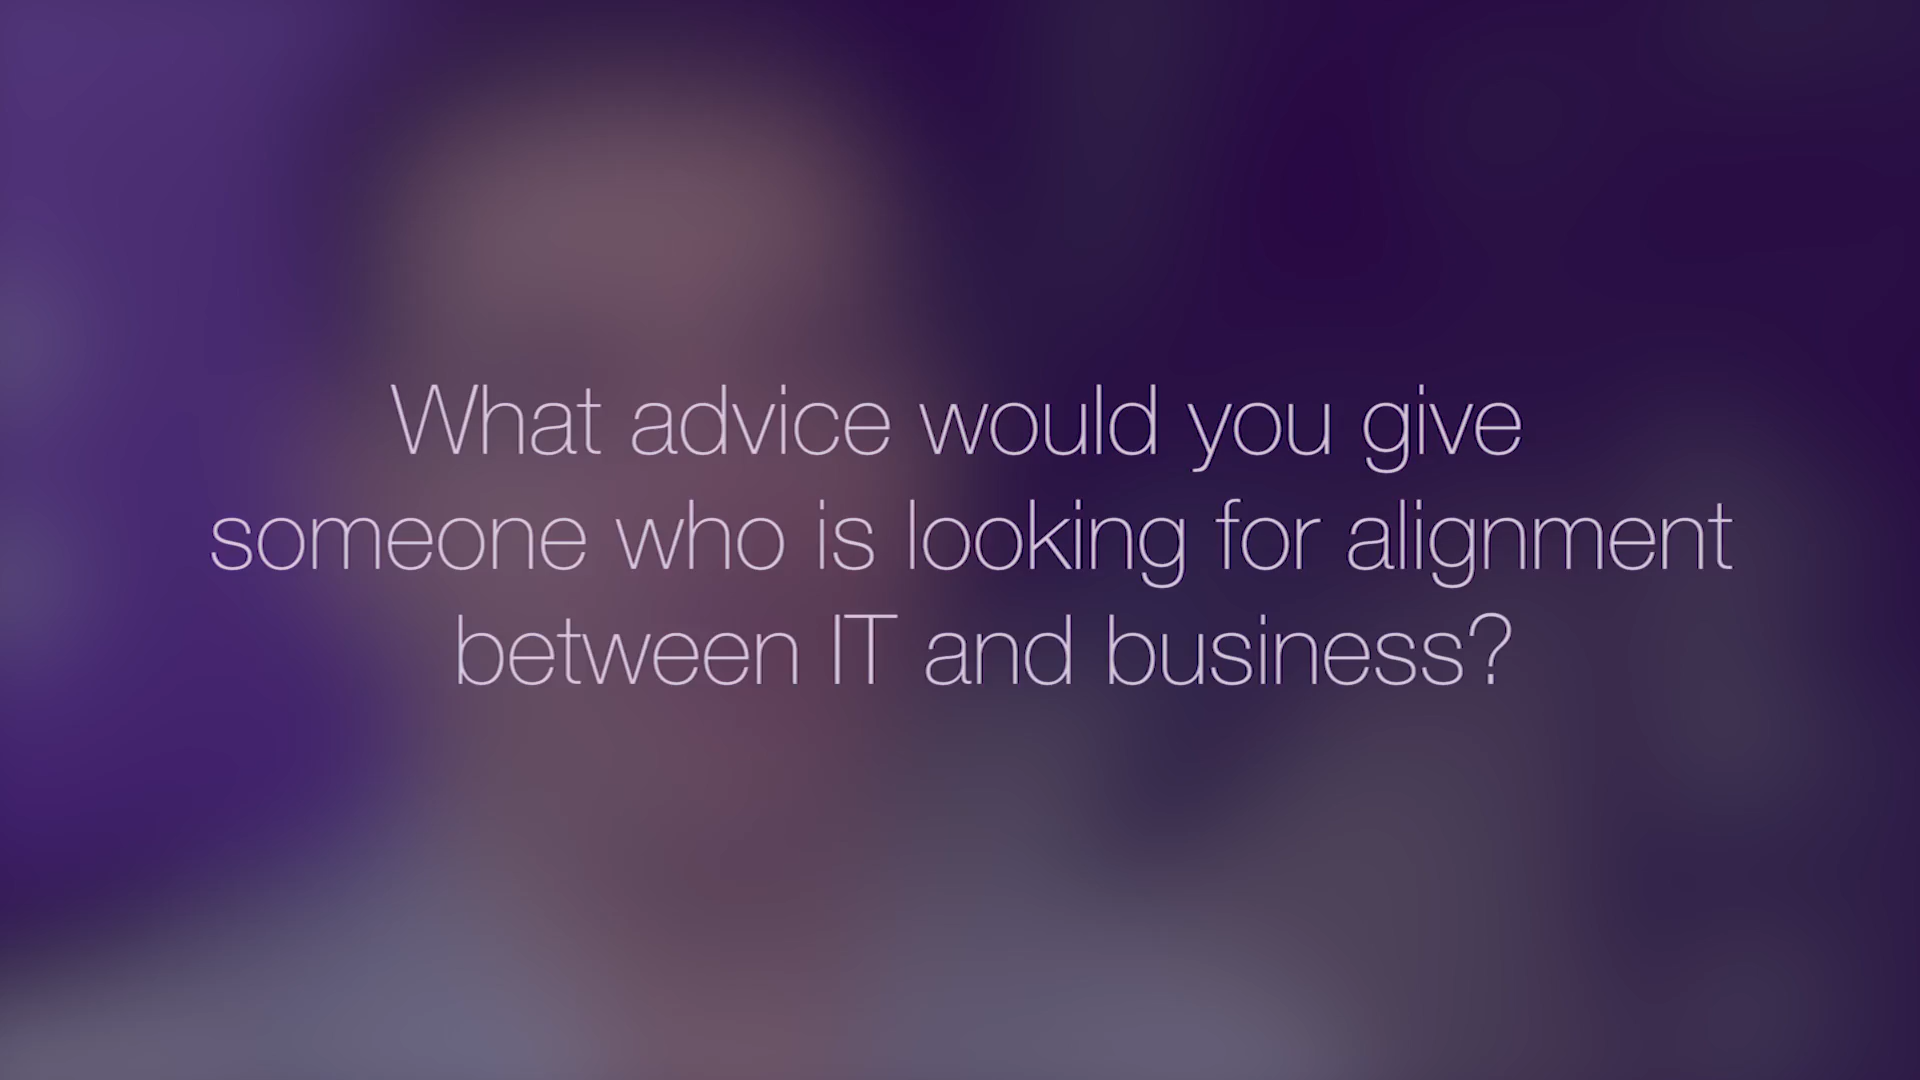 What advice would you give
someone who is looking for alignment
between IT and business?